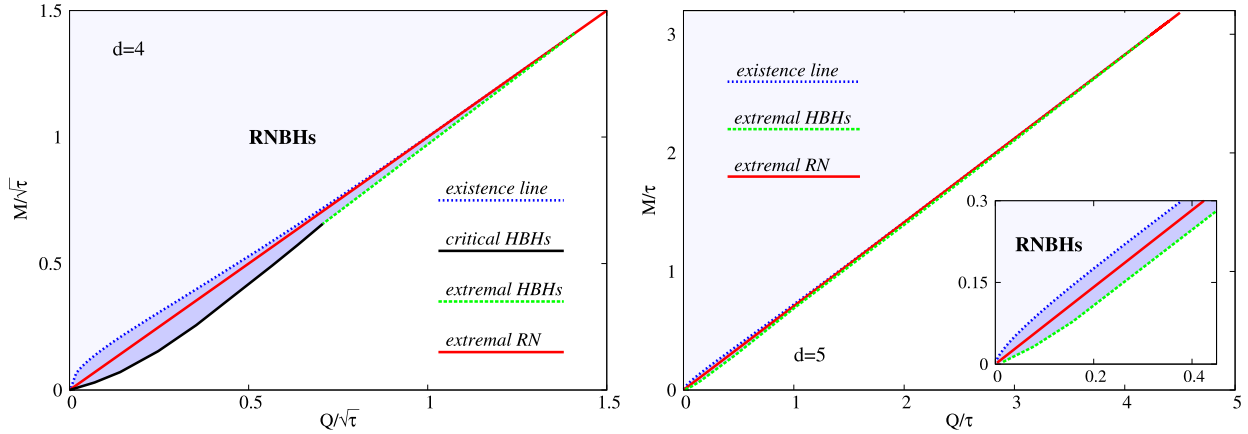 1.5
1
0.5
0
0
0.5
1
1.5
M/√τ
Q/√τ
d=4
RNBHs
existence line
critical HBHs
extremal HBHs
extremal RN
3
2
1
0
0
1
2
3
4
5
M/τ
Q/τ
existence line
extremal HBHs
extremal RN
d=5
0.3
0.15
0
0
0.2
0.4
RNBHs